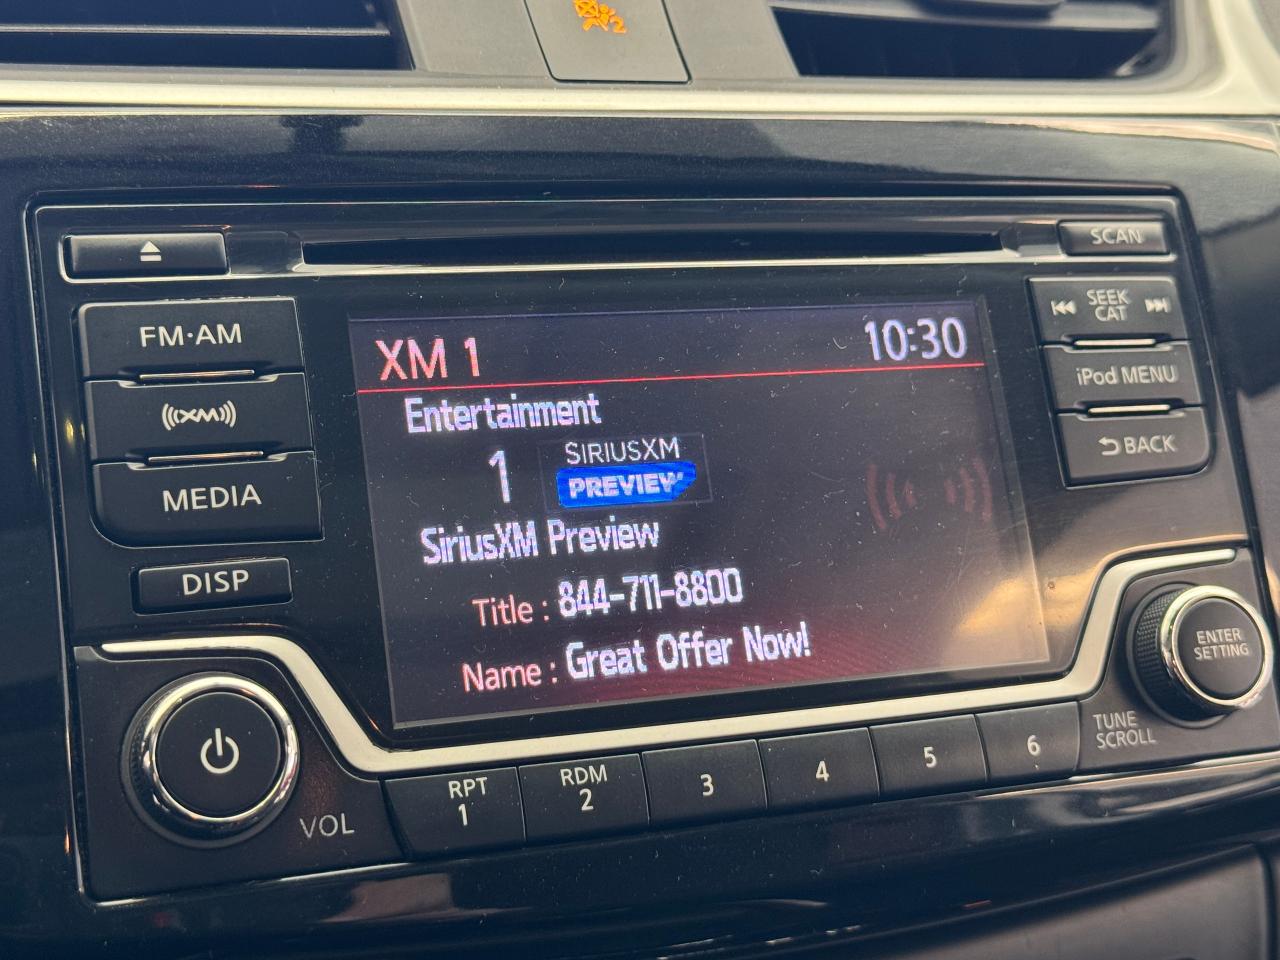 2
SCAN
FM·AM
XM
MEDIA
DISP
XM 1 10:30
Entertainment
1 SIRIUSXM
PREVIEW
SiriusXM Preview
Title : 844-711-8800
Name : Great Offer Now!
SEEK
CAT
iPod MENU
BACK
ENTER
SETTING
TUNE
SCROLL
VOL
RPT
1
RDM
2
3
4
5
6